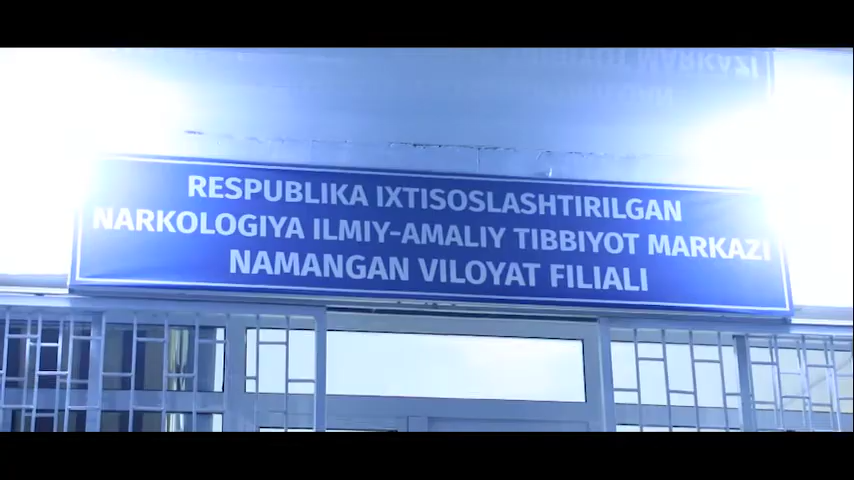 RESPUBLIKA IXTISOSLASHTIRILGAN
NARKOLOGIYA ILMIY-AMALIY TIBBIYOT MARKAZI
NAMANGAN VILOYAT FILIALI